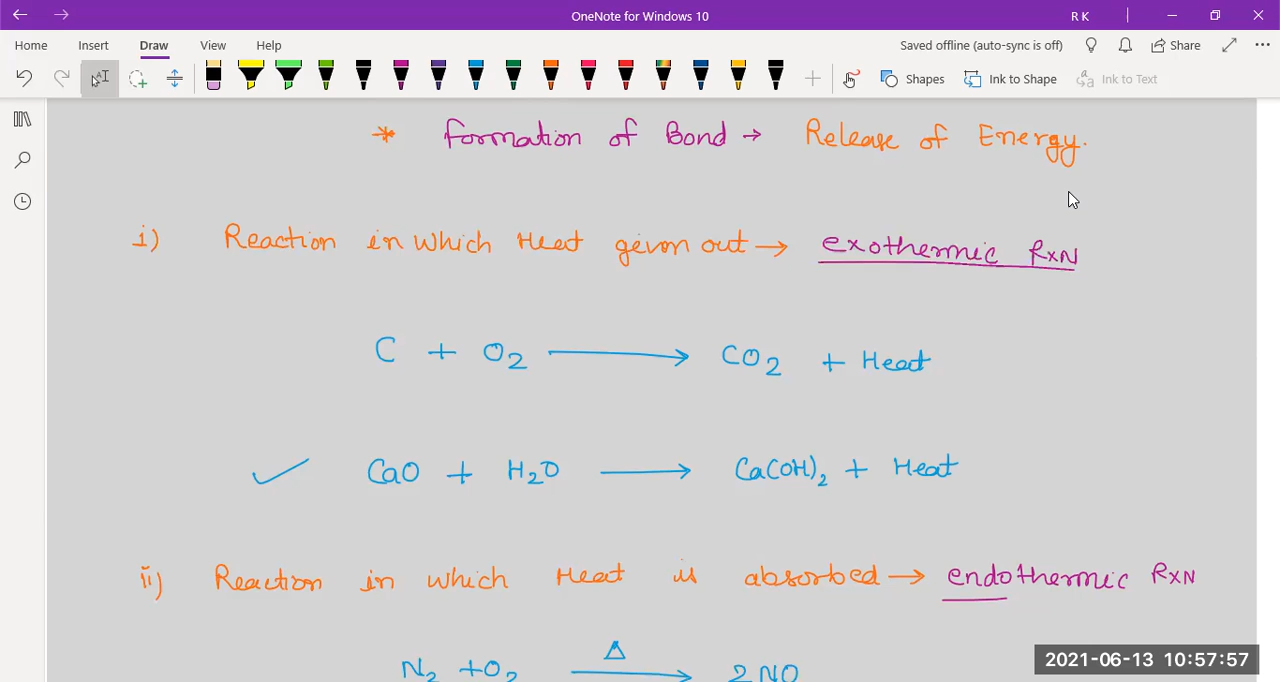 OneNote for Windows 10
R K
Home Insert Draw View Help
Saved offline (auto-sync is off) Share
Shapes Ink to Shape Ink to Text
* Formation of Bond → Release of Energy.
i) Reaction in which Heat given out → exothermic RxN
C + O2 → CO2 + Heat
✓ CaO + H2O → Ca(OH)2 + Heat
ii) Reaction in which Heat is absorbed → endothermic RxN
N2 + O2 Δ→ 2NO
2021-06-13 10:57:57